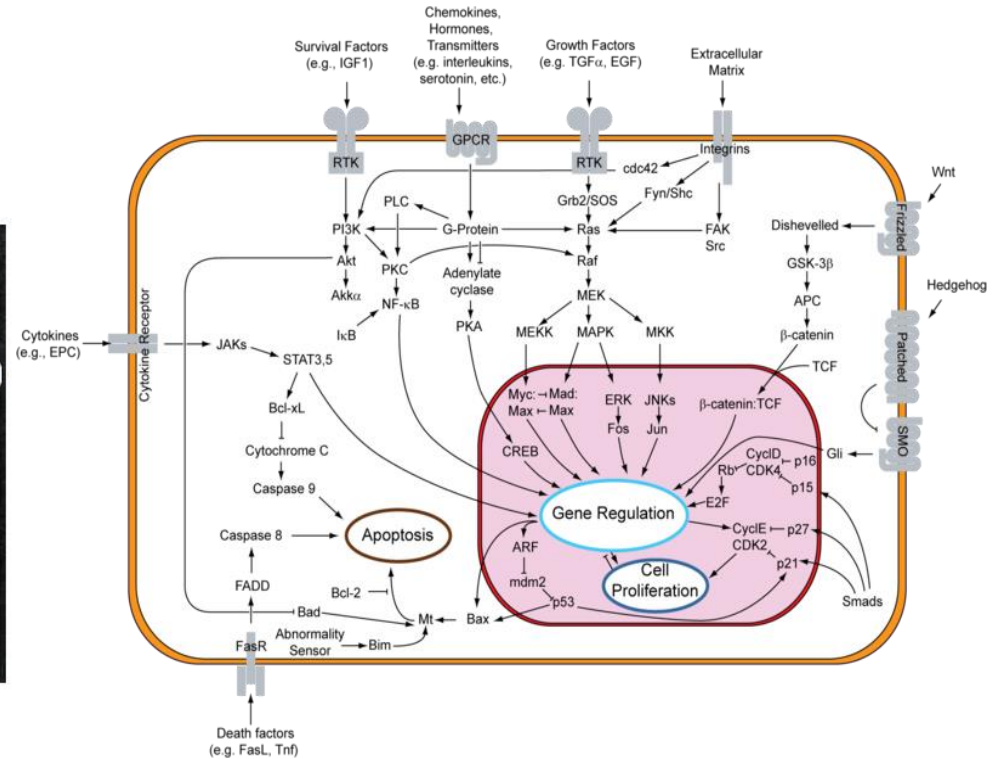 Chemokines,
Hormones,
Transmitters
(e.g. interleukins,
serotonin, etc.)
Survival Factors
(e.g., IGF1)
Growth Factors
(e.g. TGFα, EGF)
Extracellular
Matrix
GPCR
RTK
RTK
Integrins
cdc42
Wnt
Frizzled
PLC
Grb2/SOS
Fyn/Shc
PI3K
G-Protein
Ras
FAK
Src
Dishevelled
Akt
PKC
Adenylate
cyclase
Raf
GSK-3β
Hedgehog
Akkα
NF-κB
MEK
APC
IκB
PKA
MEKK
MAPK
MKK
β-catenin
Patched
Cytokines
(e.g., EPC)
Cytokine Receptor
JAKs
STAT3,5
TCF
Bcl-xL
Myc:
Mad:
Max
Max
ERK
JNKs
β-catenin:TCF
Fos
Jun
SMO
Cytochrome C
CREB
Gli
CyclD
p16
Rb
CDK4
p15
Caspase 9
E2F
Gene Regulation
Caspase 8
Apoptosis
CyclE
p27
CDK2
ARF
p21
mdm2
Cell
Proliferation
FADD
Bcl-2
p53
Smads
Bad
Mt
Bax
Abnormality
Sensor
Bim
FasR
Death factors
(e.g. FasL, Tnf)